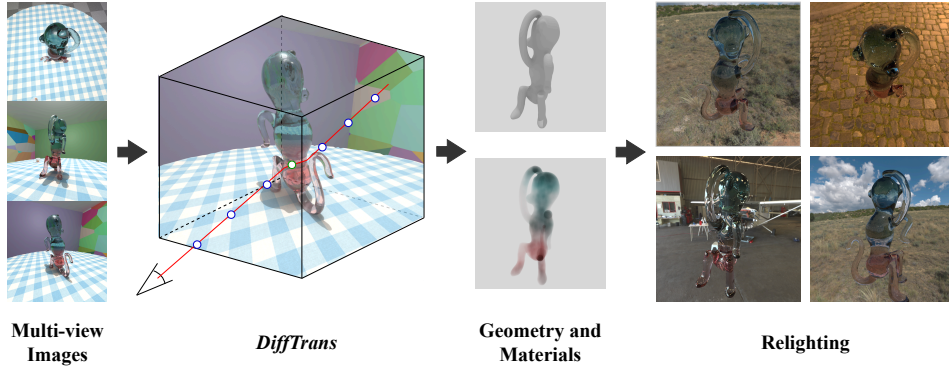 Multi-view
Images
DiffTrans
Geometry and
Materials
Relighting